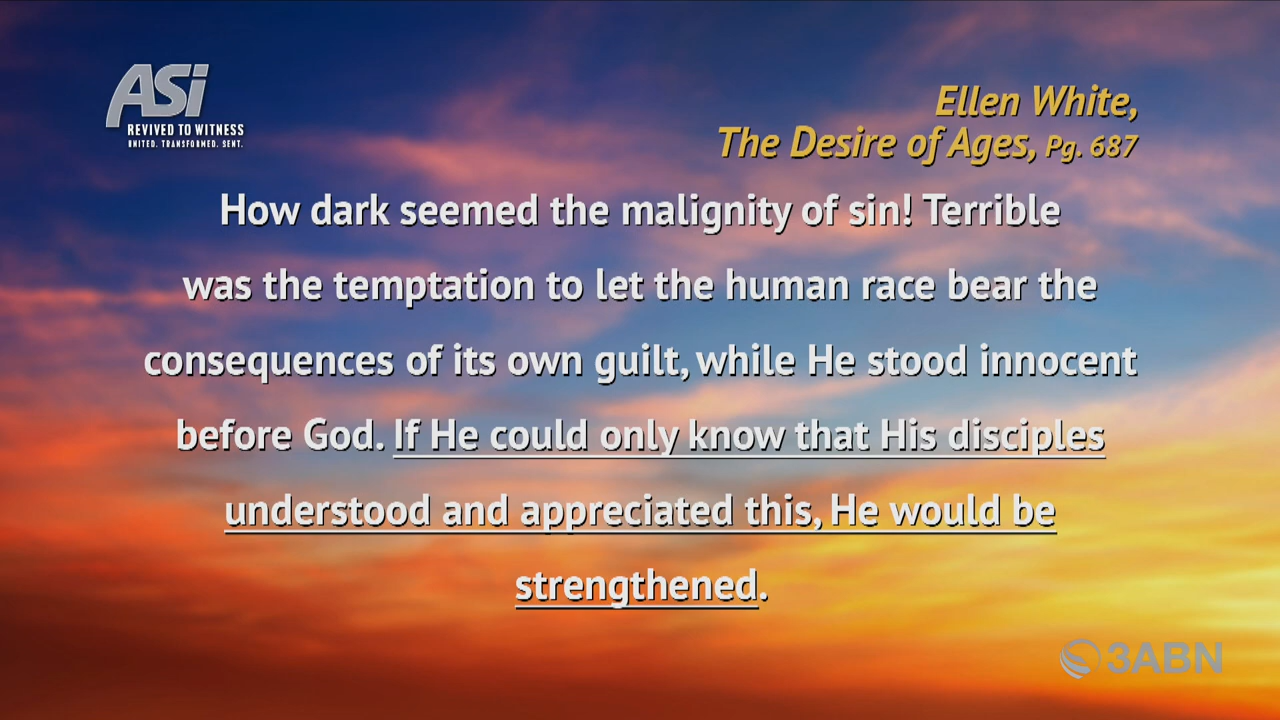 ASi
REVIVED TO WITNESS
UNITED. TRANSFORMED. SENT.
Ellen White,
The Desire of Ages, Pg. 687
How dark seemed the malignity of sin! Terrible
was the temptation to let the human race bear the
consequences of its own guilt, while He stood innocent
before God. If He could only know that His disciples
understood and appreciated this, He would be
strengthened.
3ABN